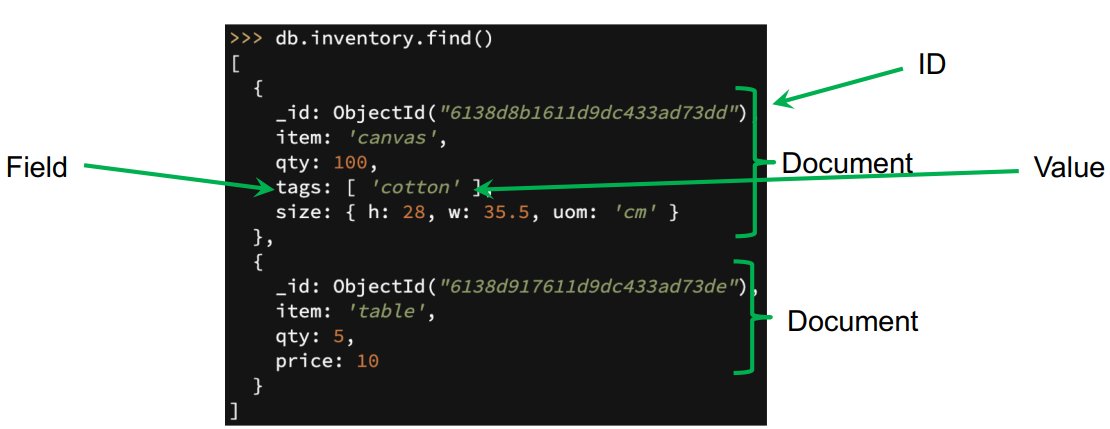 >>> db.inventory.find()
[
{
ID
_id: ObjectId("6138d8b1611d9dc433ad73dd"),
item: 'canvas',
Field
qty: 100,
Document
Value
tags: [ 'cotton' ],
size: { h: 28, w: 35.5, uom: 'cm' }
},
{
_id: ObjectId("6138d917611d9dc433ad73de"),
item: 'table',
Document
qty: 5,
price: 10
}
]